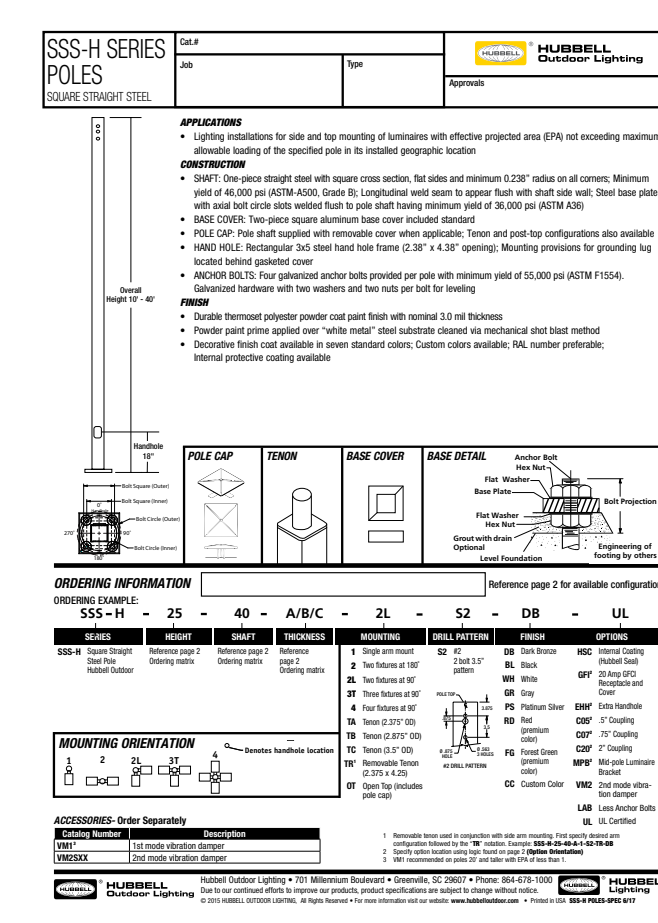 SSS-H SERIES
POLES
SQUARE STRAIGHT STEEL
Cat.#
Job
Type
HUBBELL
® HUBBELL
Outdoor Lighting
Approvals
APPLICATIONS
• Lighting installations for side and top mounting of luminaires with effective projected area (EPA) not exceeding maximum
allowable loading of the specified pole in its installed geographic location
CONSTRUCTION
• SHAFT: One-piece straight steel with square cross section, flat sides and minimum 0.238" radius on all corners; Minimum
yield of 46,000 psi (ASTM-A500, Grade B); Longitudinal weld seam to appear flush with shaft side wall; Steel base plate
with axial bolt circle slots welded flush to pole shaft having minimum yield of 36,000 psi (ASTM A36)
• BASE COVER: Two-piece square aluminum base cover included standard
• POLE CAP: Pole shaft supplied with removable cover when applicable; Tenon and post-top configurations also available
• HAND HOLE: Rectangular 3x5 steel hand hole frame (2.38" x 4.38" opening); Mounting provisions for grounding lug
located behind gasketed cover
• ANCHOR BOLTS: Four galvanized anchor bolts provided per pole with minimum yield of 55,000 psi (ASTM F1554).
Galvanized hardware with two washers and two nuts per bolt for leveling
FINISH
• Durable thermoset polyester powder coat paint finish with nominal 3.0 mil thickness
• Powder paint prime applied over "white metal" steel substrate cleaned via mechanical shot blast method
• Decorative finish coat available in seven standard colors; Custom colors available; RAL number preferable;
Internal protective coating available
Overall
Height 10' - 40'
Handhole
18"
Bolt Square (Outer)
Bolt Square (Inner)
Bolt Circle (Outer)
Bolt Circle (Inner)
0°
270°
90°
180°
POLE CAP
TENON
BASE COVER
BASE DETAIL
Anchor Bolt
Hex Nut
Flat Washer
Base Plate
Bolt Projection
Flat Washer
Hex Nut
Grout with drain
Optional
Level Foundation
Engineering of
footing by others
ORDERING INFORMATION
Reference page 2 for available configuration
ORDERING EXAMPLE:
SSS - H - 25 - 40 - A/B/C - 2L - S2 - DB - UL
SERIES
SSS-H Square Straight
Steel Pole
Hubbell Outdoor
HEIGHT
Reference page 2
Ordering matrix
SHAFT
Reference page 2
Ordering matrix
THICKNESS
Reference
page 2
Ordering matrix
MOUNTING
1 Single arm mount
2 Two fixtures at 180°
2L Two fixtures at 90°
3T Three fixtures at 90°
4 Four fixtures at 90°
TA Tenon (2.375" OD)
TB Tenon (2.875" OD)
TC Tenon (3.5" OD)
TR¹ Removable Tenon
(2.375 x 4.25)
OT Open Top (includes
pole cap)
DRILL PATTERN
S2 #2
2 bolt 3.5"
pattern
POLE TOP
3.875
.875
3.5
Ø .875
HOLE
Ø .563
2 HOLES
#2 DRILL PATTERN
FINISH
DB Dark Bronze
BL Black
WH White
GR Gray
PS Platinum Silver
RD Red
(premium
color)
FG Forest Green
(premium
color)
CC Custom Color
OPTIONS
HSC Internal Coating
(Hubbell Seal)
GFI² 20 Amp GFCI
Receptacle and
Cover
EHH² Extra Handhole
C05² .5" Coupling
C07² .75" Coupling
C20² 2" Coupling
MPB² Mid-pole Luminaire
Bracket
VM2 2nd mode vibra-
tion damper
LAB Less Anchor Bolts
UL UL Certified
MOUNTING ORIENTATION
Denotes handhole location
1
2
2L
3T
4
ACCESSORIES- Order Separately
Catalog Number Description
VM1³ 1st mode vibration damper
VM2SXX 2nd mode vibration damper
1 Removable tenon used in conjunction with side arm mounting. First specify desired arm
configuration followed by the "TR" notation. Example: SSS-H-25-40-A-1-S2-TR-DB
2 Specify option location using logic found on page 2 (Option Orientation)
3 VM1 recommended on poles 20' and taller with EPA of less than 1.
HUBBELL
HUBBELL
Outdoor Lighting
Hubbell Outdoor Lighting • 701 Millennium Boulevard • Greenville, SC 29607 • Phone: 864-678-1000
Due to our continued efforts to improve our products, product specifications are subject to change without notice.
© 2015 HUBBELL OUTDOOR LIGHTING, All Rights Reserved • For more information visit our website: www.hubbelloutdoor.com • Printed in USA SSS-H POLES-SPEC 6/17
HUBBELL
HUBBEL
Outdoor Lighti